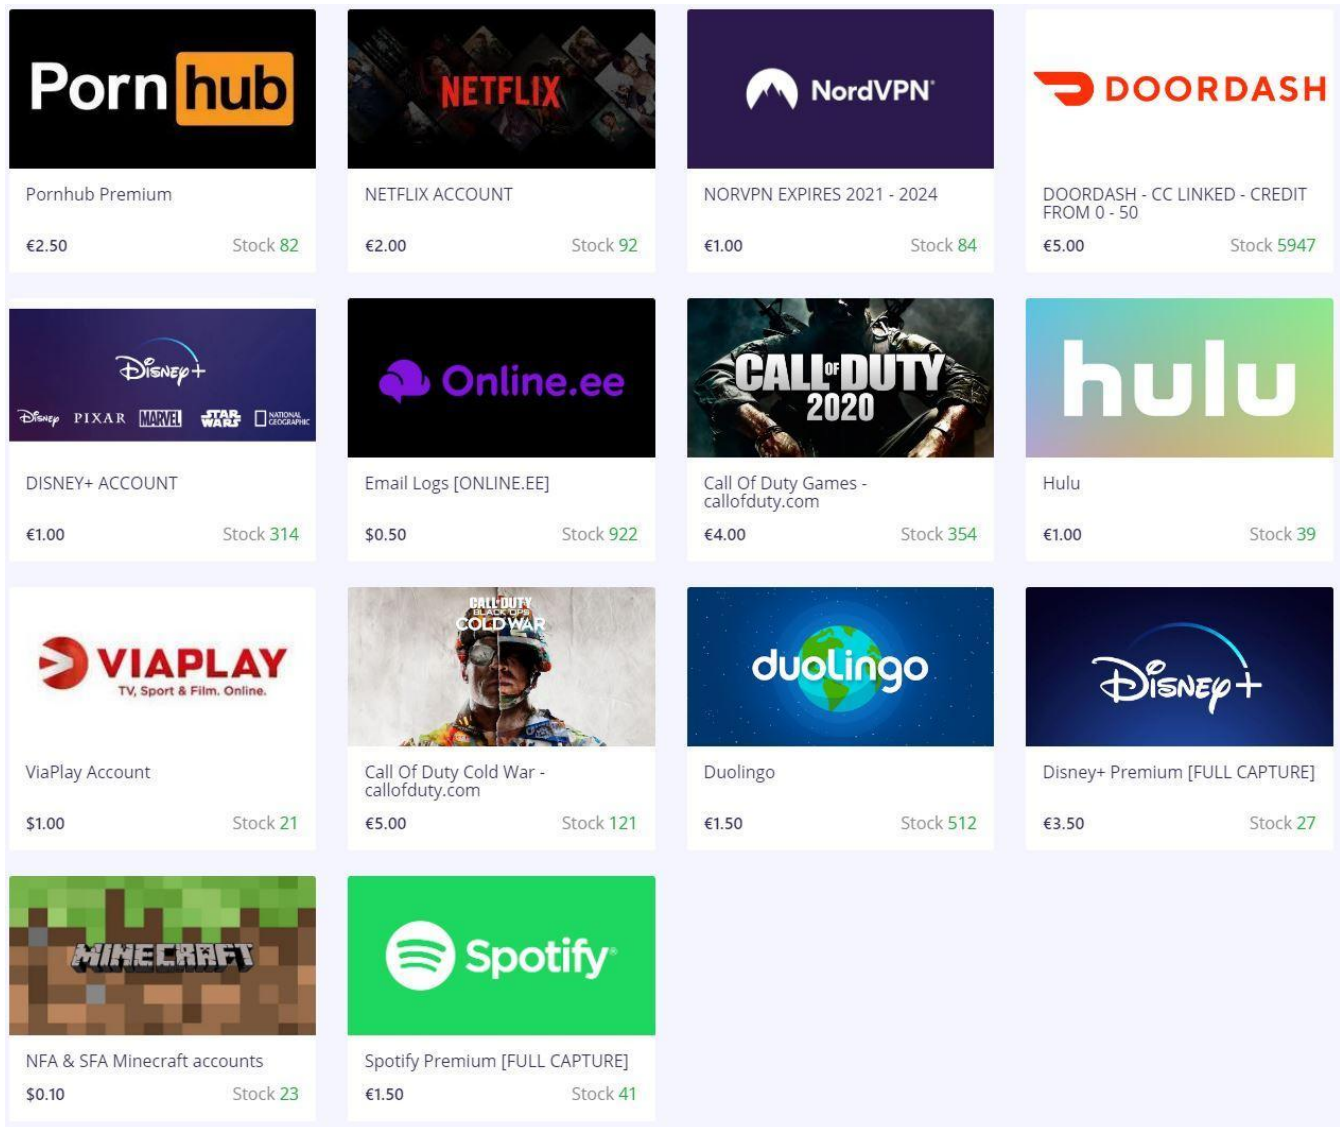 Pornhub
Pornhub Premium
€2.50 Stock 82
NETFLIX
NETFLIX ACCOUNT
€2.00 Stock 92
NordVPN®
NORVPN EXPIRES 2021 - 2024
€1.00 Stock 84
DOORDASH
DOORDASH - CC LINKED - CREDIT
FROM 0 - 50
€5.00 Stock 5947
Disney+
Disney PIXAR MARVEL STAR WARS NATIONAL GEOGRAPHIC
DISNEY+ ACCOUNT
€1.00 Stock 314
Online.ee
Email Logs [ONLINE.EE]
$0.50 Stock 922
CALL OF DUTY
2020
Call Of Duty Games -
callofduty.com
€4.00 Stock 354
hulu
Hulu
€1.00 Stock 39
VIAPLAY
TV, Sport & Film. Online.
ViaPlay Account
$1.00 Stock 21
CALL OF DUTY
BLACK OPS
COLD WAR
Call Of Duty Cold War -
callofduty.com
€5.00 Stock 121
duolingo
Duolingo
€1.50 Stock 512
Disney+
Disney+ Premium [FULL CAPTURE]
€3.50 Stock 27
MINECRAFT
NFA & SFA Minecraft accounts
$0.10 Stock 23
Spotify®
Spotify Premium [FULL CAPTURE]
€1.50 Stock 41